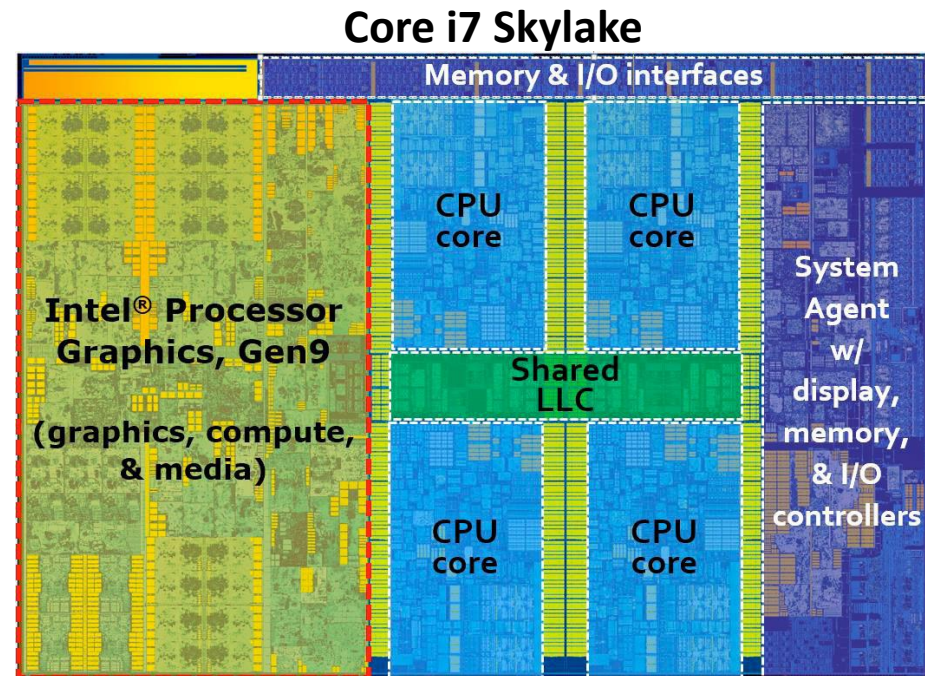 Core i7 Skylake
Memory & I/O interfaces
CPU
core
CPU
core
Intel® Processor
Graphics, Gen9
(graphics, compute,
& media)
System
Agent
w/
display,
memory,
& I/O
controllers
Shared
LLC
CPU
core
CPU
core